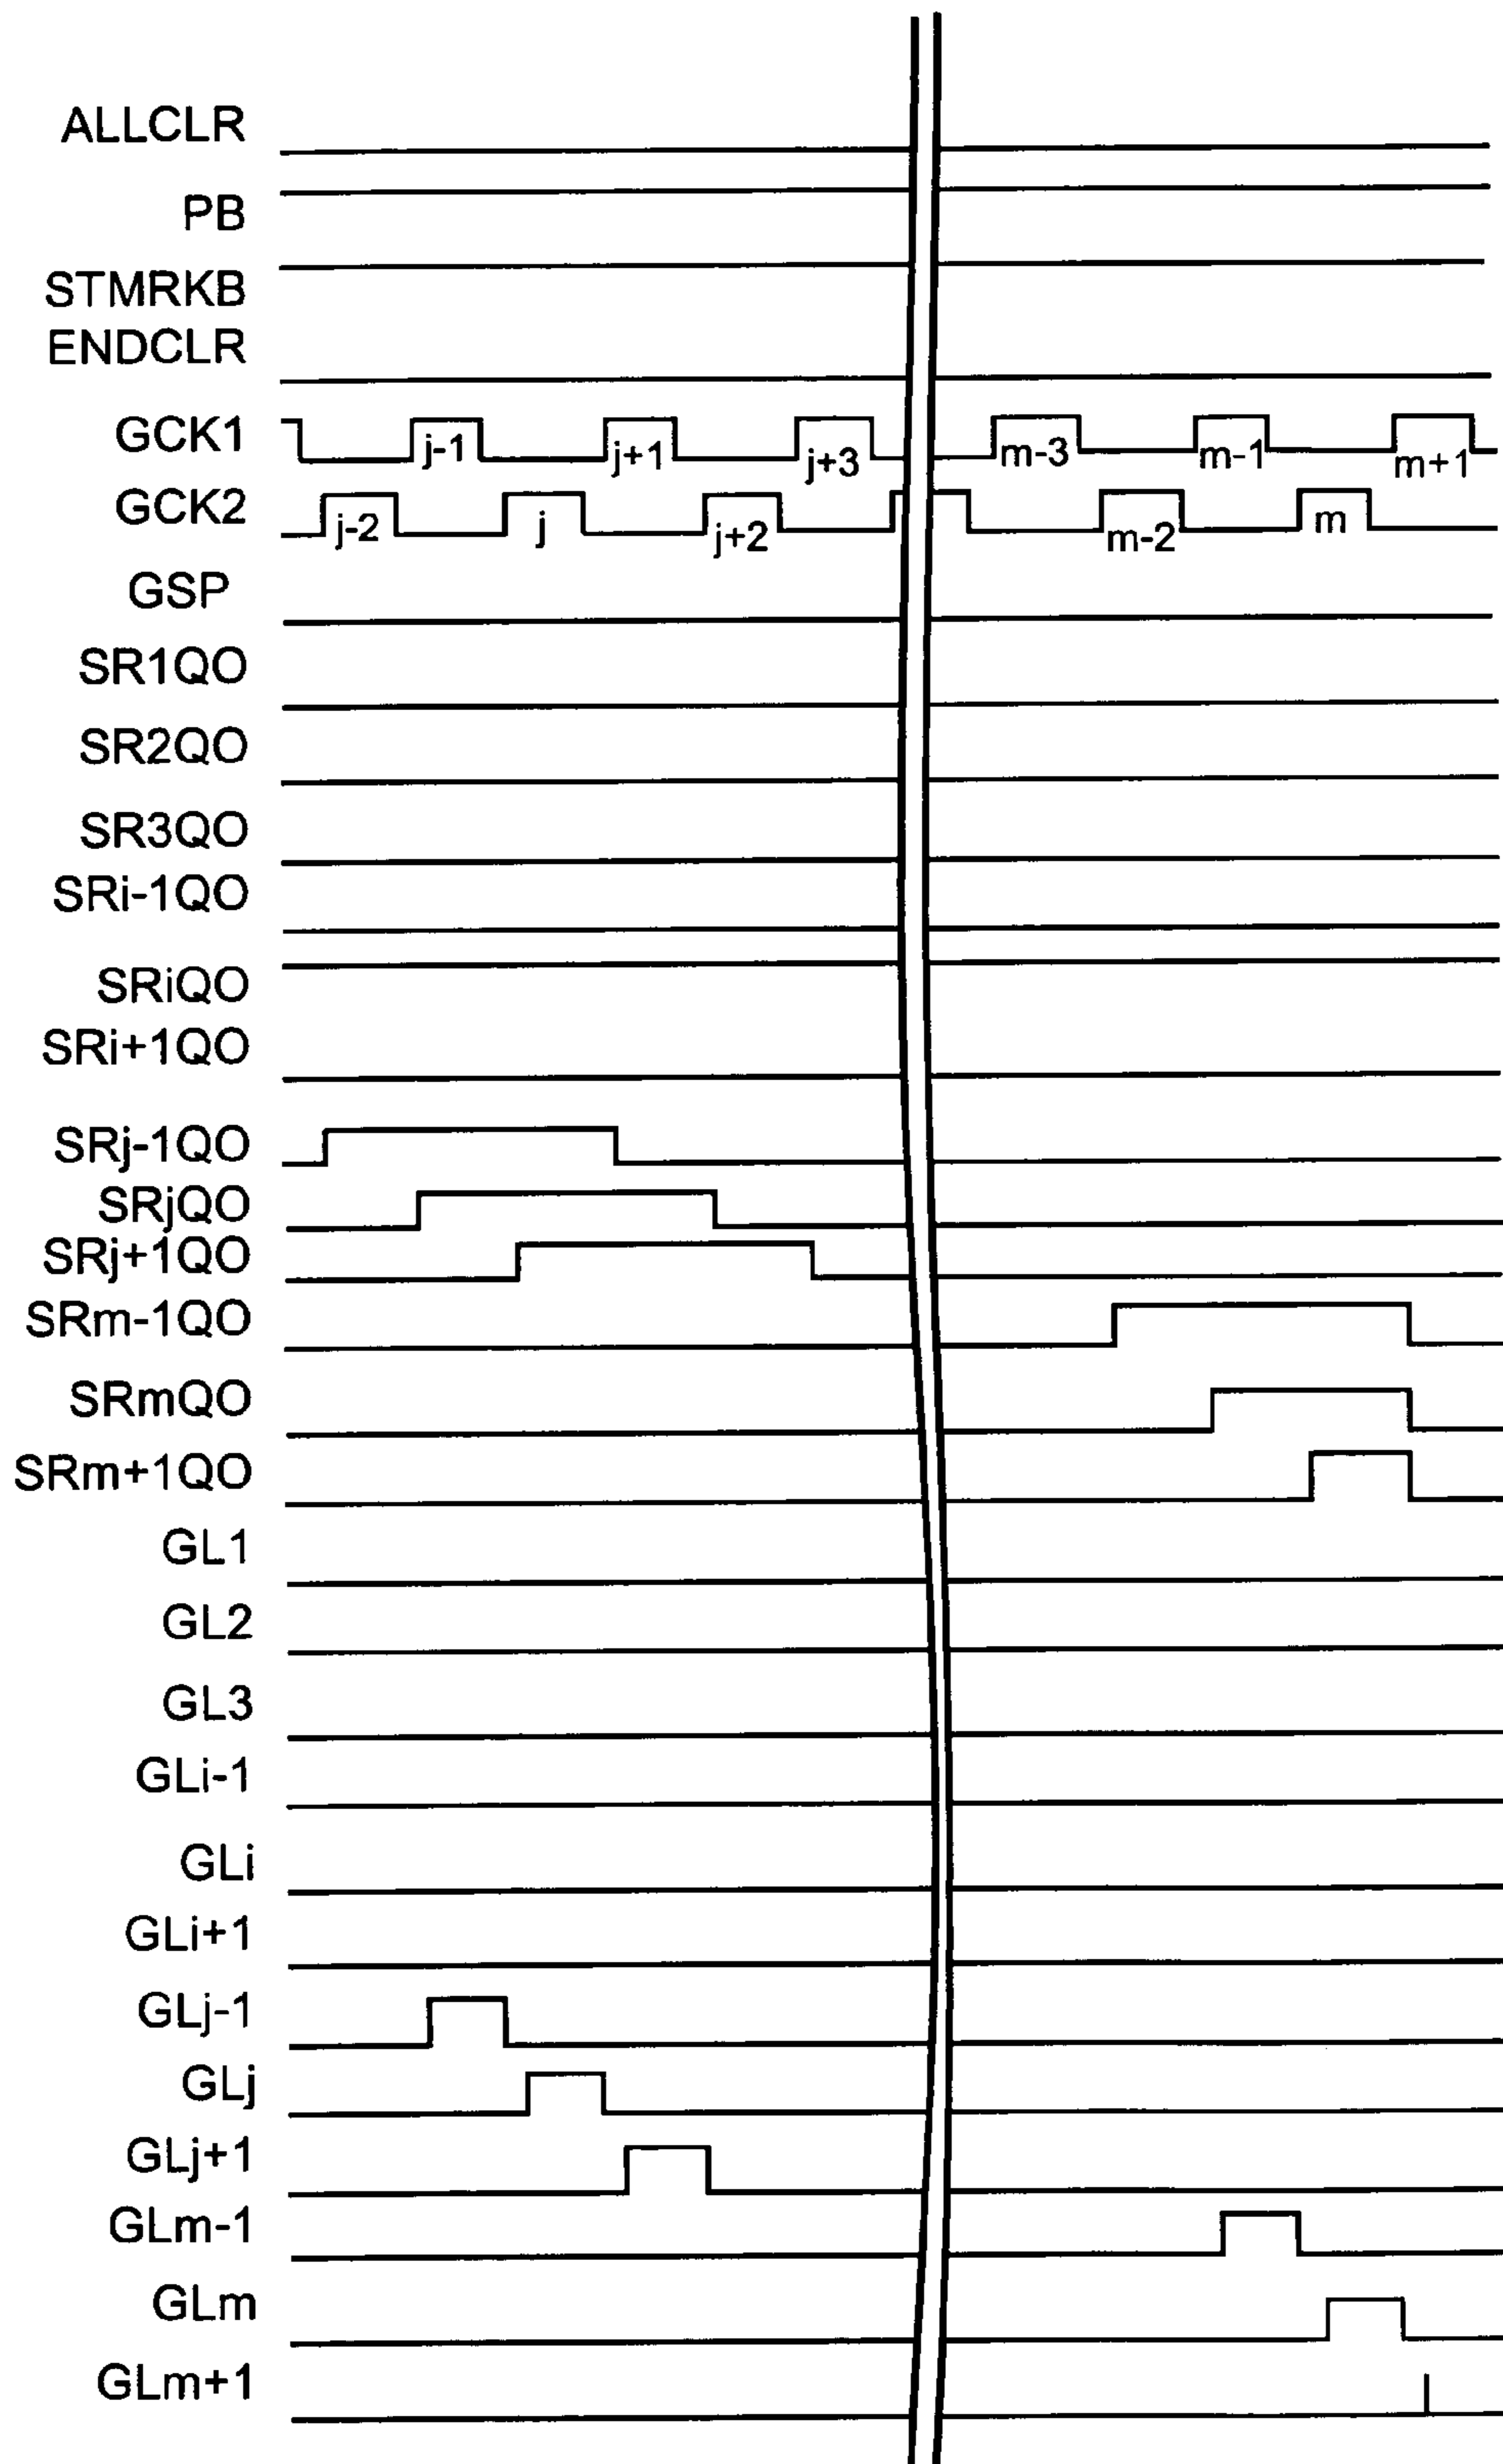 ALLCLR
PB
STMRKB
ENDCLR
GCK1 j-1 j+1 j+3 m-3 m-1 m+1
GCK2 j-2 j j+2 m-2 m
GSP
SR1QO
SR2QO
SR3QO
SRi-1QO
SRiQO
SRi+1QO
SRj-1QO
SRjQO
SRj+1QO
SRm-1QO
SRmQO
SRm+1QO
GL1
GL2
GL3
GLi-1
GLi
GLi+1
GLj-1
GLj
GLj+1
GLm-1
GLm
GLm+1